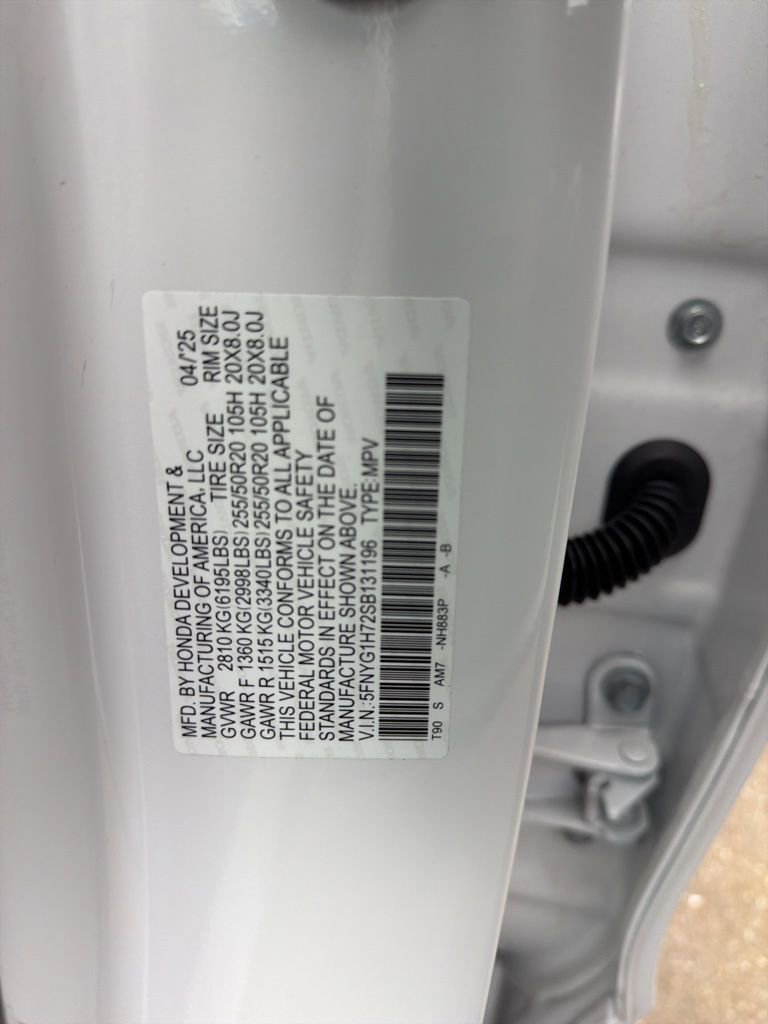 MFD. BY HONDA DEVELOPMENT &
MANUFACTURING OF AMERICA, LLC 04/'25
GVWR 2810 KG(6195LBS) TIRE SIZE RIM SIZE
GAWR F 1360 KG(2998LBS) 255/50R20 105H 20X8.0J
GAWR R 1515 KG(3340LBS) 255/50R20 105H 20X8.0J
THIS VEHICLE CONFORMS TO ALL APPLICABLE
FEDERAL MOTOR VEHICLE SAFETY
STANDARDS IN EFFECT ON THE DATE OF
MANUFACTURE SHOWN ABOVE.
V.I.N.:5FNYG1H72SB131196 TYPE:MPV
T90 S AM7 -NH883P -A -B